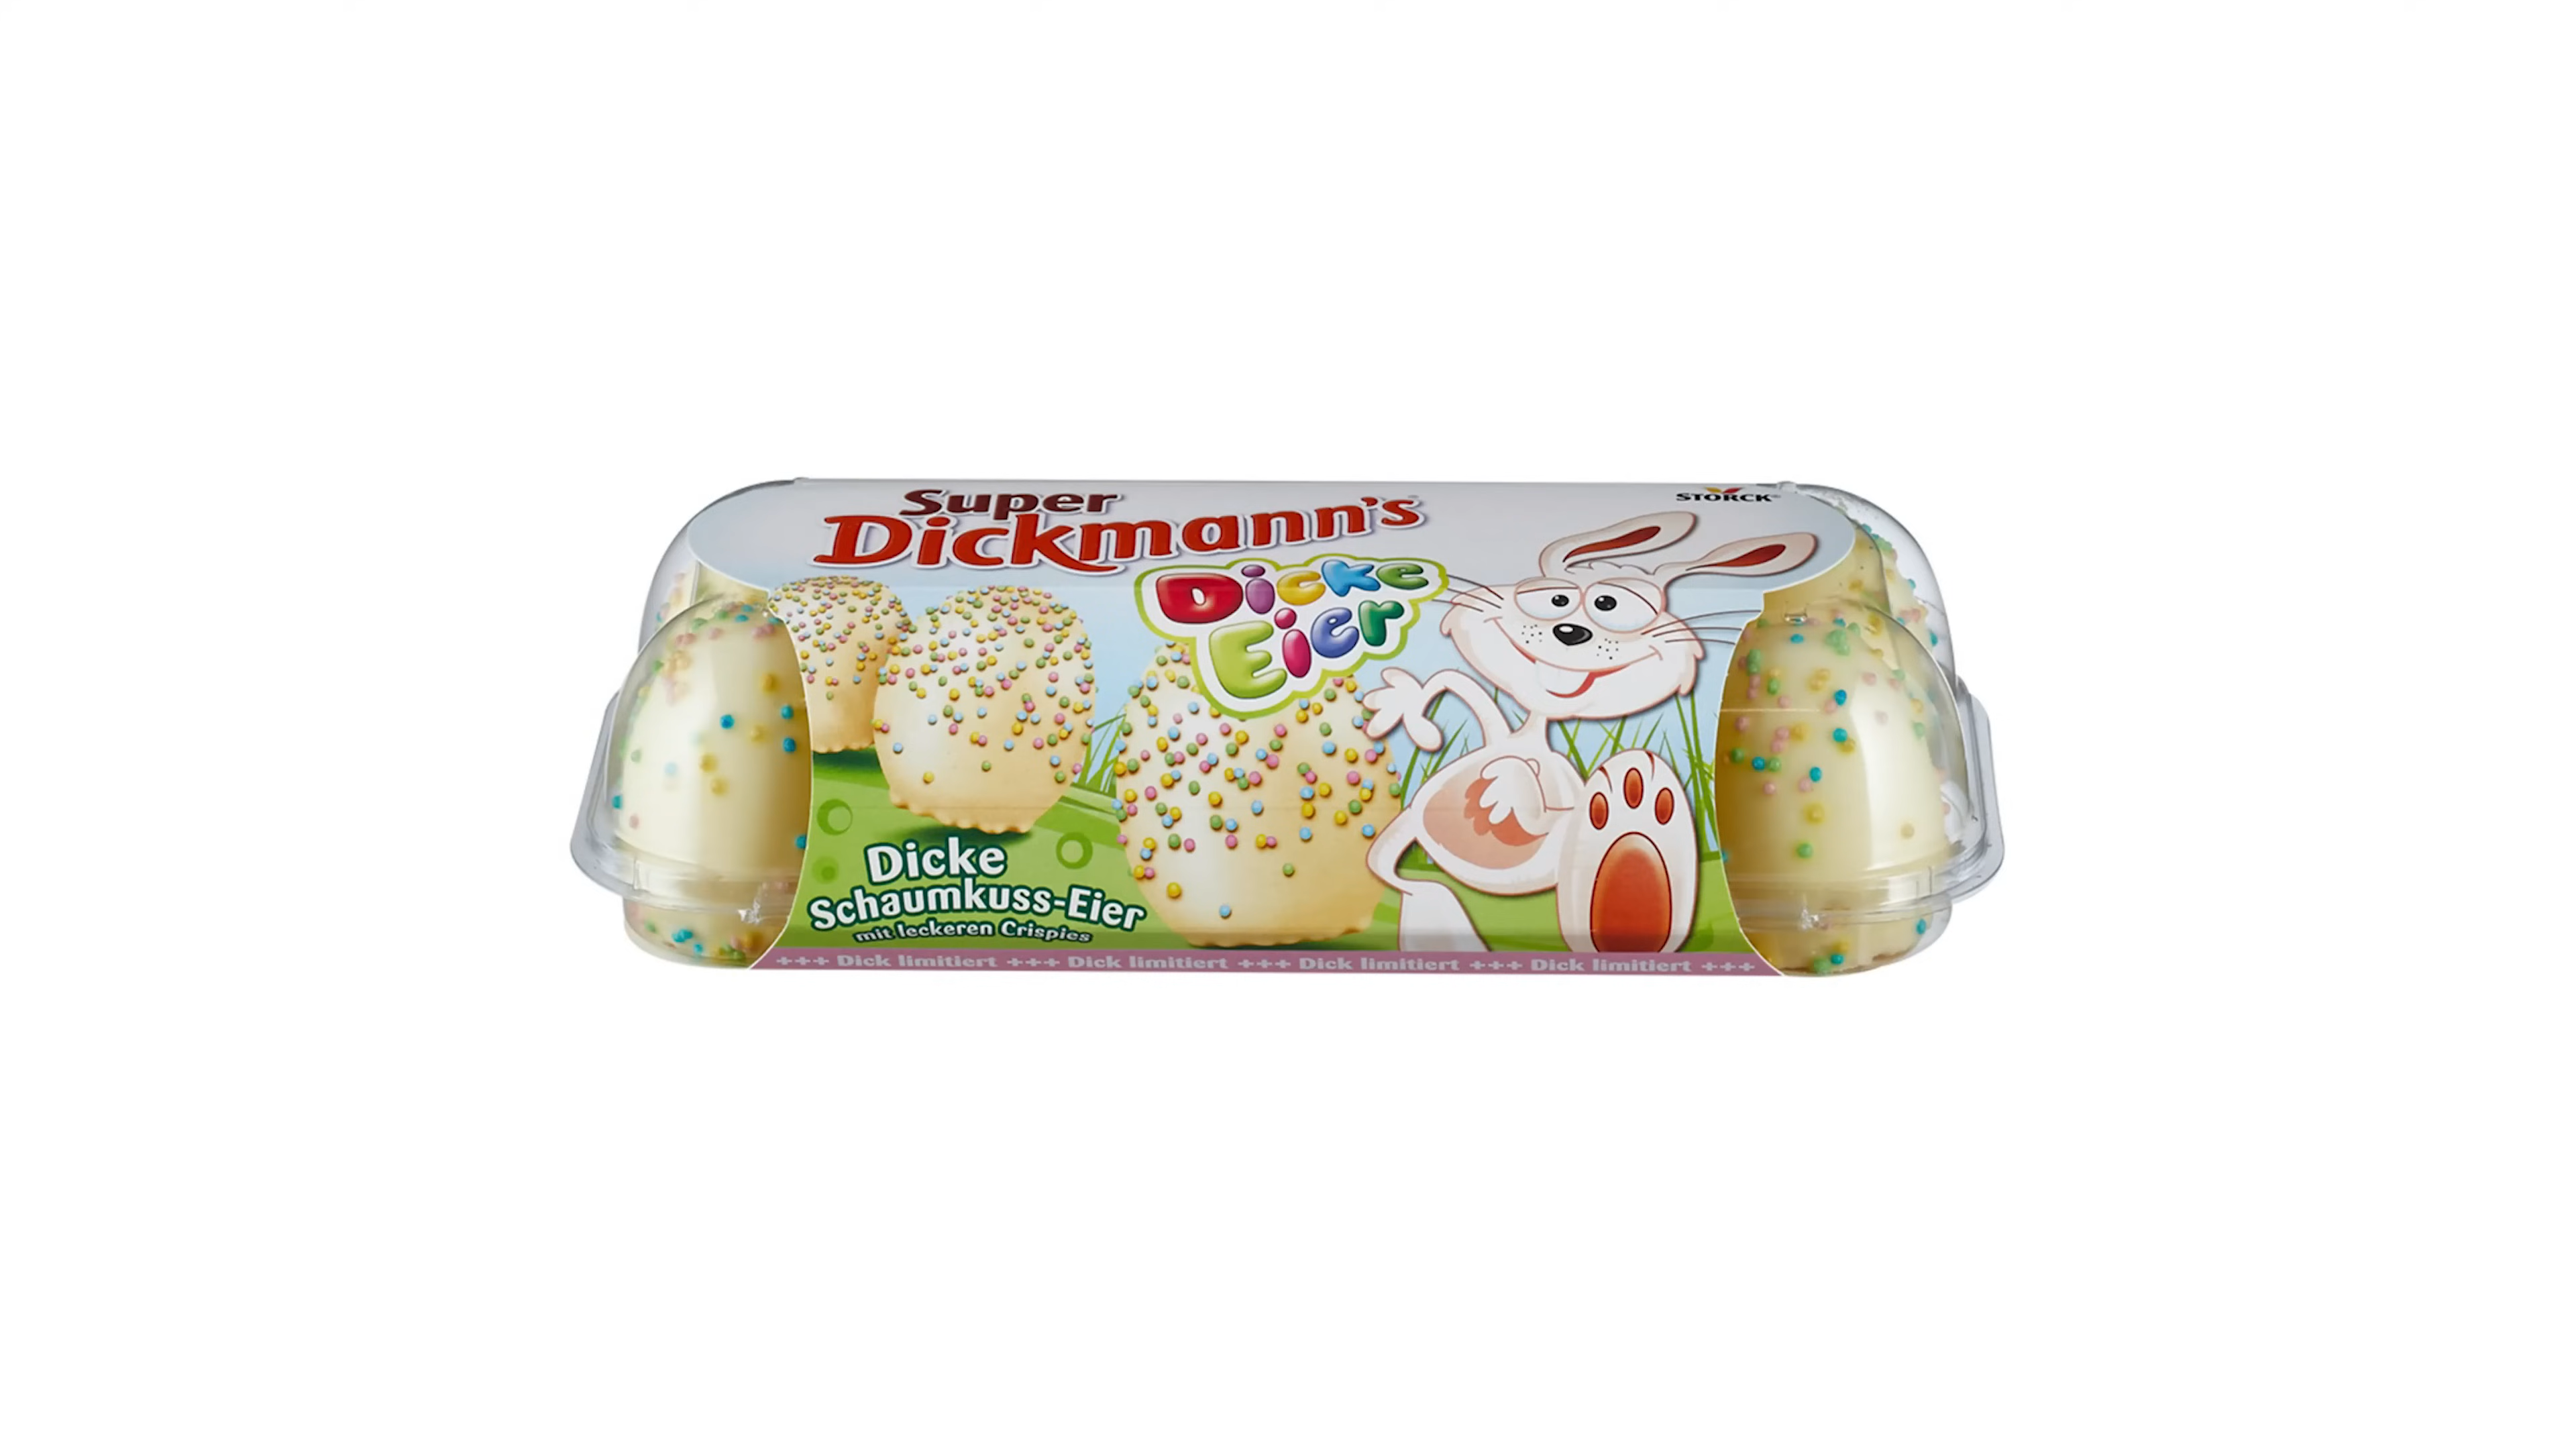 Super
Dickmann's
STORCK®
Dicke
Eier
Dicke
Schaumkuss-Eier
mit leckeren Crispies
+++ Dick limitiert +++ Dick limitiert +++ Dick limitiert +++ Dick limitiert +++